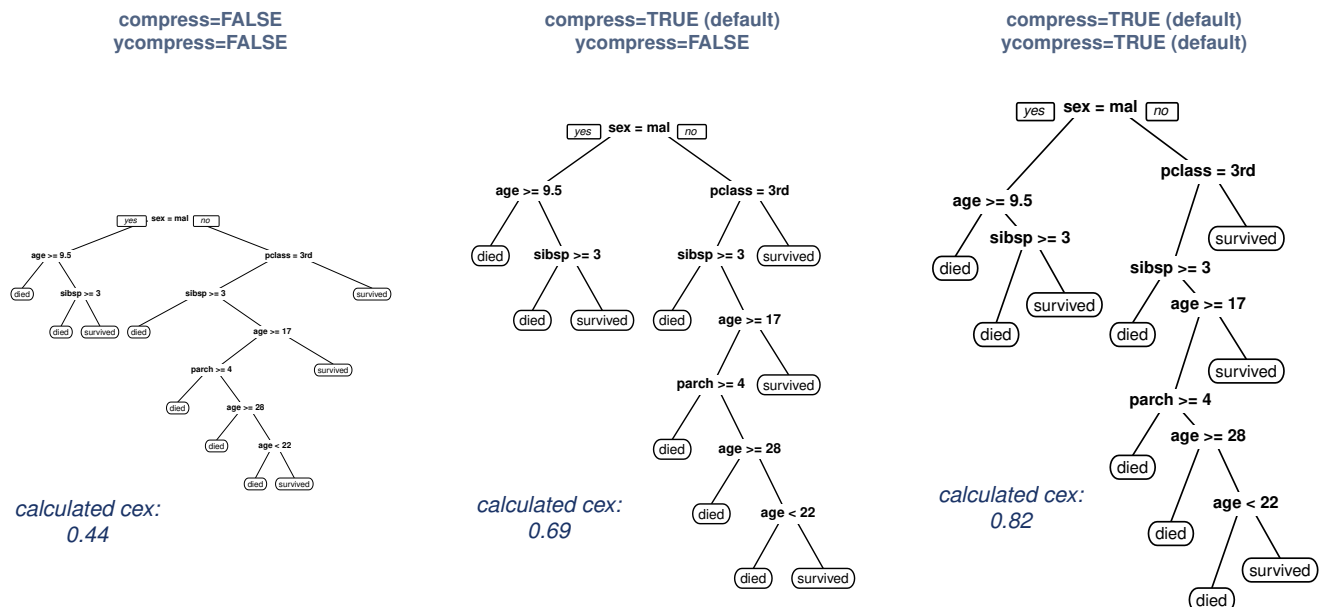 compress=FALSE
ycompress=FALSE
yes sex = mal no
age >= 9.5 pclass = 3rd
died sibsp >= 3 sibsp >= 3 survived
died survived died age >= 17
parch >= 4 survived
died age >= 28
died age < 22
died survived
calculated cex:
0.44
compress=TRUE (default)
ycompress=FALSE
yes sex = mal no
age >= 9.5 pclass = 3rd
died sibsp >= 3 sibsp >= 3 survived
died survived died age >= 17
parch >= 4 survived
died age >= 28
died age < 22
died survived
calculated cex:
0.69
compress=TRUE (default)
ycompress=TRUE (default)
yes sex = mal no
pclass = 3rd
age >= 9.5
sibsp >= 3 survived
died sibsp >= 3
survived age >= 17
died died
survived
parch >= 4
age >= 28
died
age < 22
died
survived
died
calculated cex:
0.82